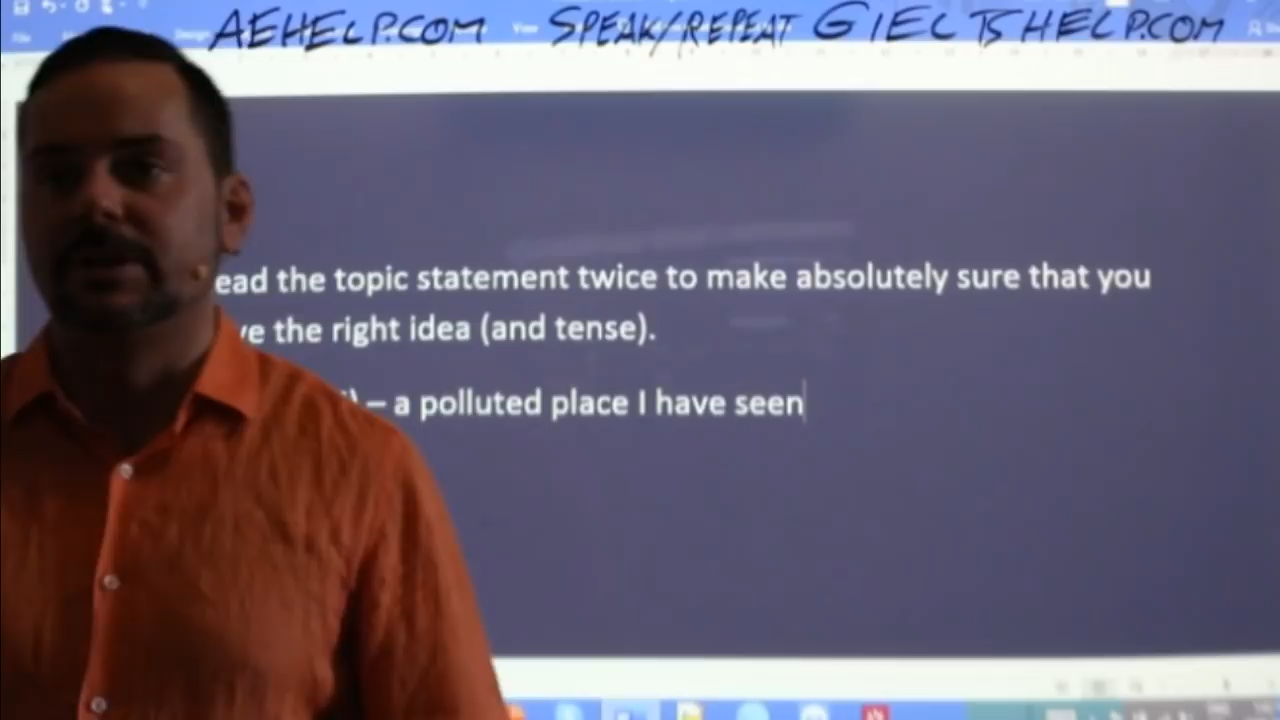 AEHELP.COM SPEAK/REPEAT GIELTSHELP.COM
ead the topic statement twice to make absolutely sure that you
ve the right idea (and tense).
– a polluted place I have seen